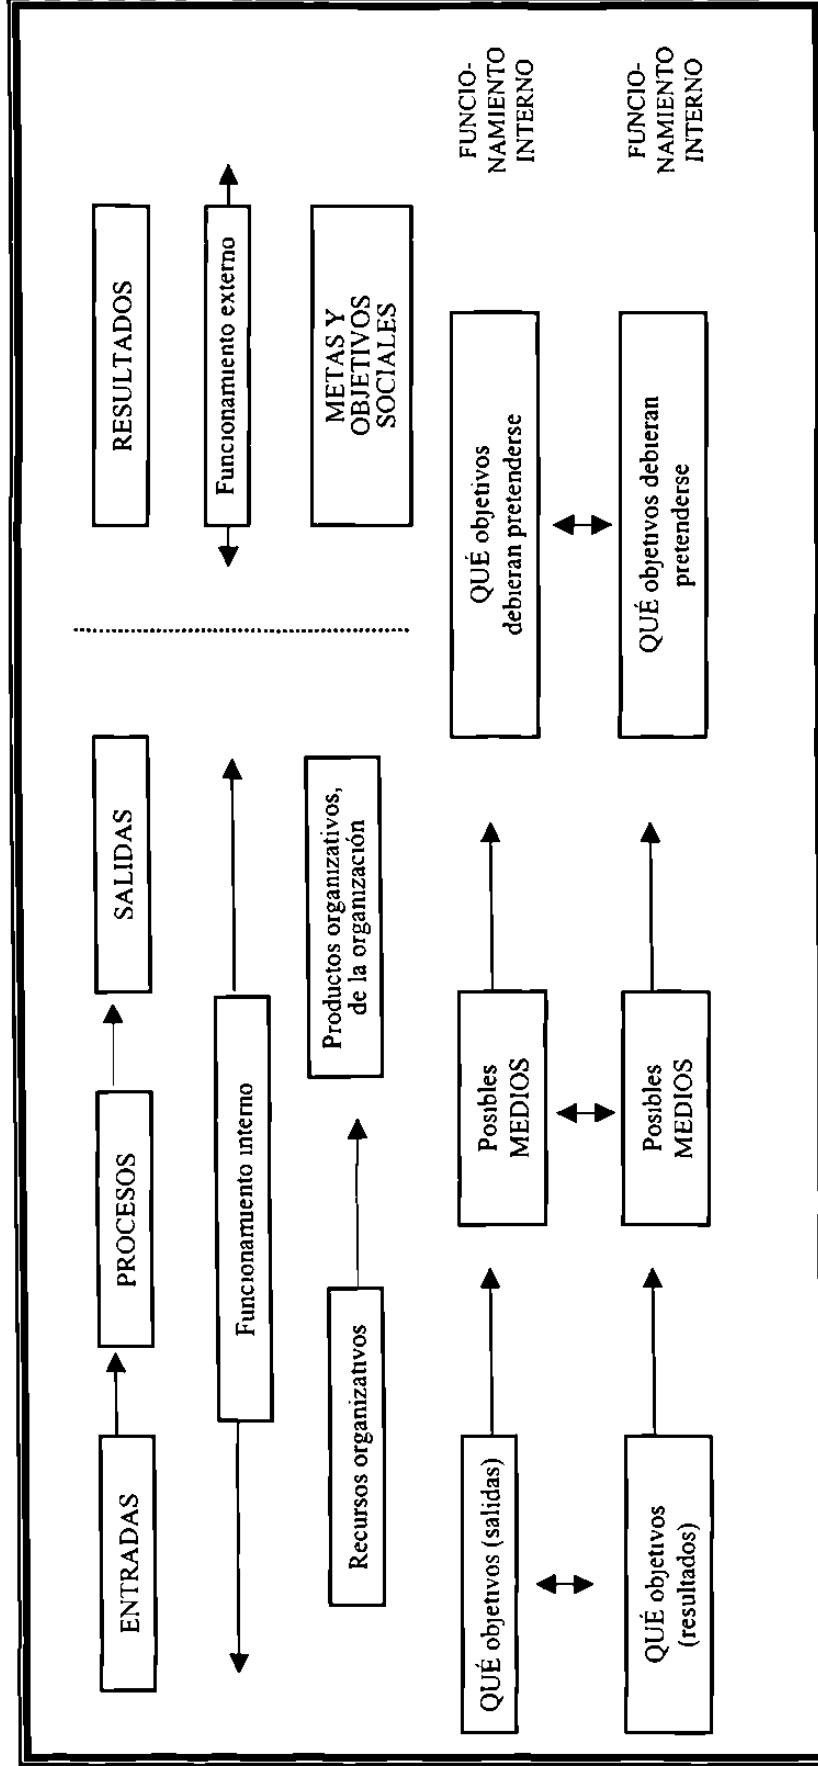 ENTRADAS
PROCESOS
SALIDAS
RESULTADOS
Funcionamiento interno
Funcionamiento externo
Recursos organizativos
Productos organizativos,
de la organización
METAS Y
OBJETIVOS
SOCIALES
QUÉ objetivos (salidas)
Posibles
MEDIOS
QUÉ objetivos
debieran pretenderse
FUNCIO-
NAMIENTO
INTERNO
QUÉ objetivos
(resultados)
Posibles
MEDIOS
QUÉ objetivos debieran
pretenderse
FUNCIO-
NAMIENTO
INTERNO